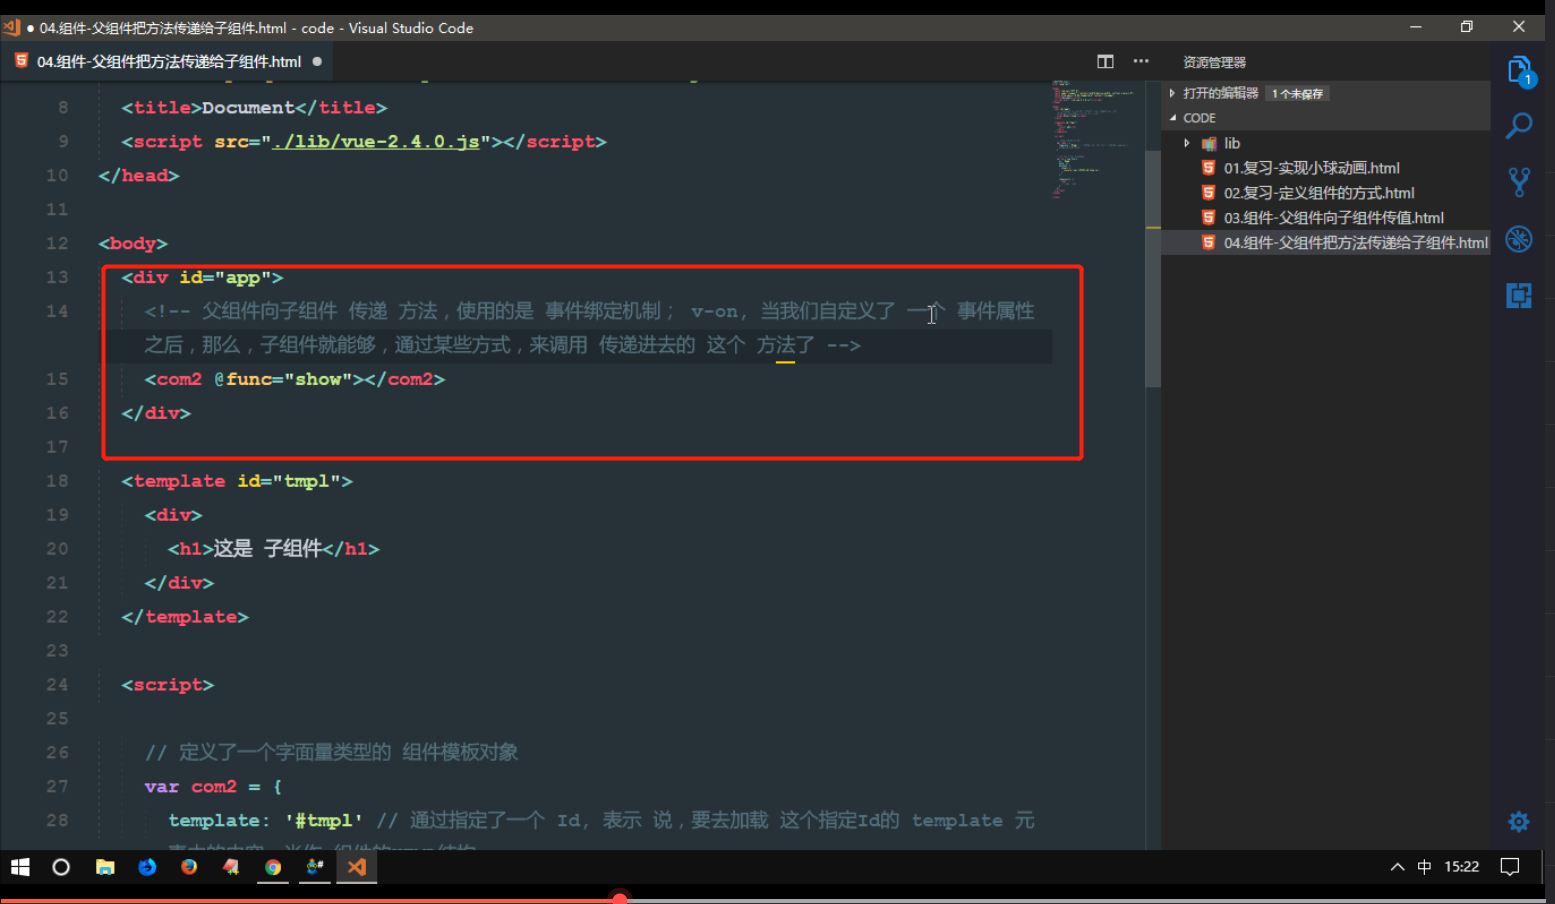 ● 04.组件-父组件把方法传递给子组件.html - code - Visual Studio Code
04.组件-父组件把方法传递给子组件.html ●
8 <title>Document</title>
9 <script src="./lib/vue-2.4.0.js"></script>
10 </head>
11
12 <body>
13 <div id="app">
14 <!-- 父组件向子组件 传递 方法，使用的是 事件绑定机制； v-on, 当我们自定义了 一个 事件属性
之后，那么，子组件就能够，通过某些方式，来调用 传递进去的 这个 方法了 -->
15 <com2 @func="show"></com2>
16 </div>
17
18 <template id="tmpl">
19 <div>
20 <h1>这是 子组件</h1>
21 </div>
22 </template>
23
24 <script>
25
26 // 定义了一个字面量类型的 组件模板对象
27 var com2 = {
28 template: '#tmpl' // 通过指定了一个 Id, 表示 说，要去加载 这个指定Id的 template 元
资源管理器
打开的编辑器 1 个未保存
CODE
lib
01.复习-实现小球动画.html
02.复习-定义组件的方式.html
03.组件-父组件向子组件传值.html
04.组件-父组件把方法传递给子组件.html
1
中 15:22